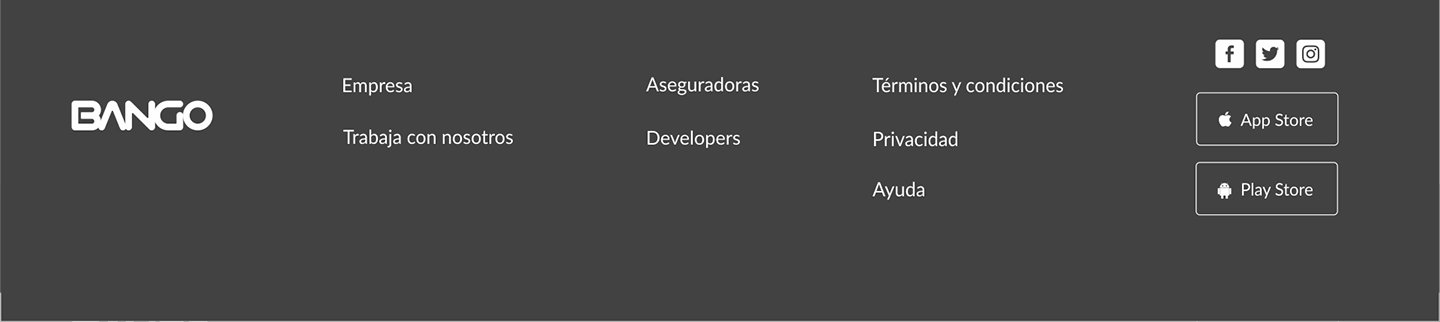 BANGO
Empresa
Trabaja con nosotros
Aseguradoras
Developers
Términos y condiciones
Privacidad
Ayuda
App Store
Play Store